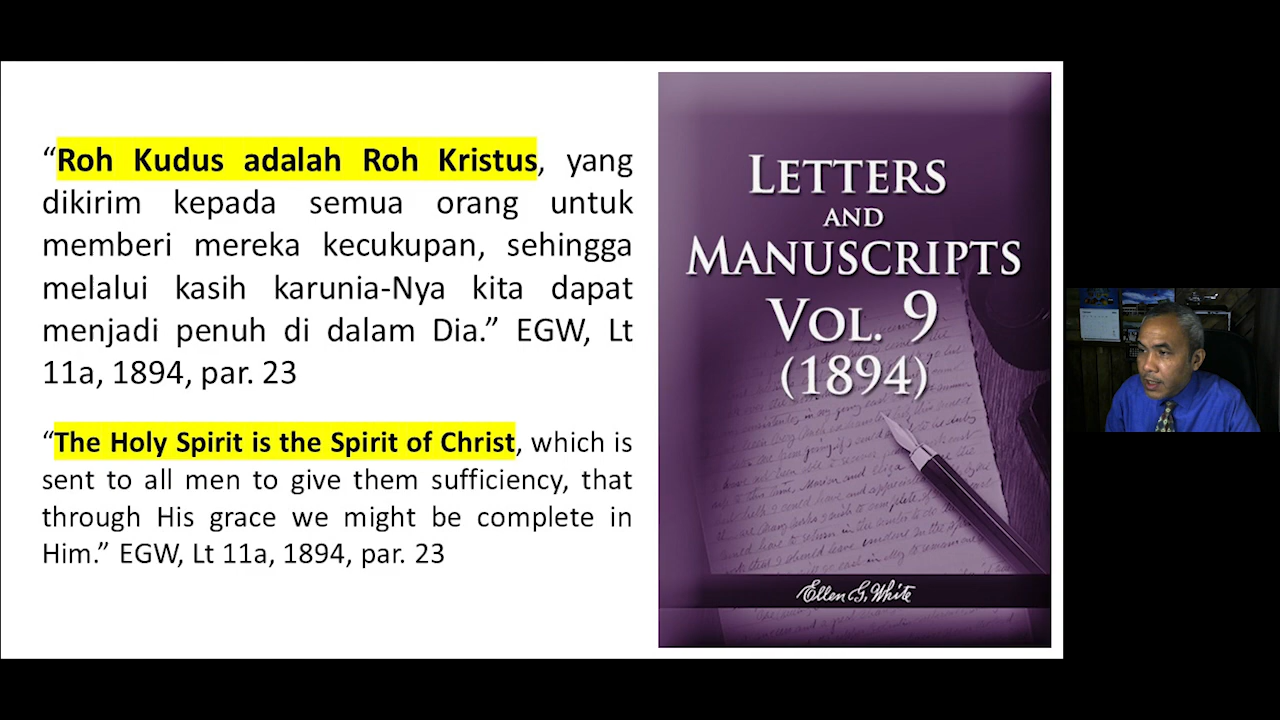 “Roh Kudus adalah Roh Kristus, yang
dikirim kepada semua orang untuk
memberi mereka kecukupan, sehingga
melalui kasih karunia-Nya kita dapat
menjadi penuh di dalam Dia.” EGW, Lt
11a, 1894, par. 23
“The Holy Spirit is the Spirit of Christ, which is
sent to all men to give them sufficiency, that
through His grace we might be complete in
Him.” EGW, Lt 11a, 1894, par. 23
LETTERS
AND
MANUSCRIPTS
VOL. 9
(1894)
Ellen G. White